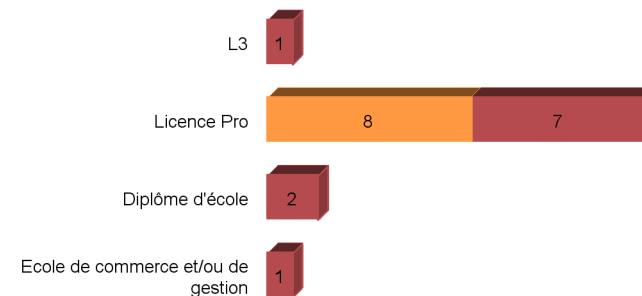 L3 1
Licence Pro 8 7
Diplôme d'école 2
Ecole de commerce et/ou de
gestion 1